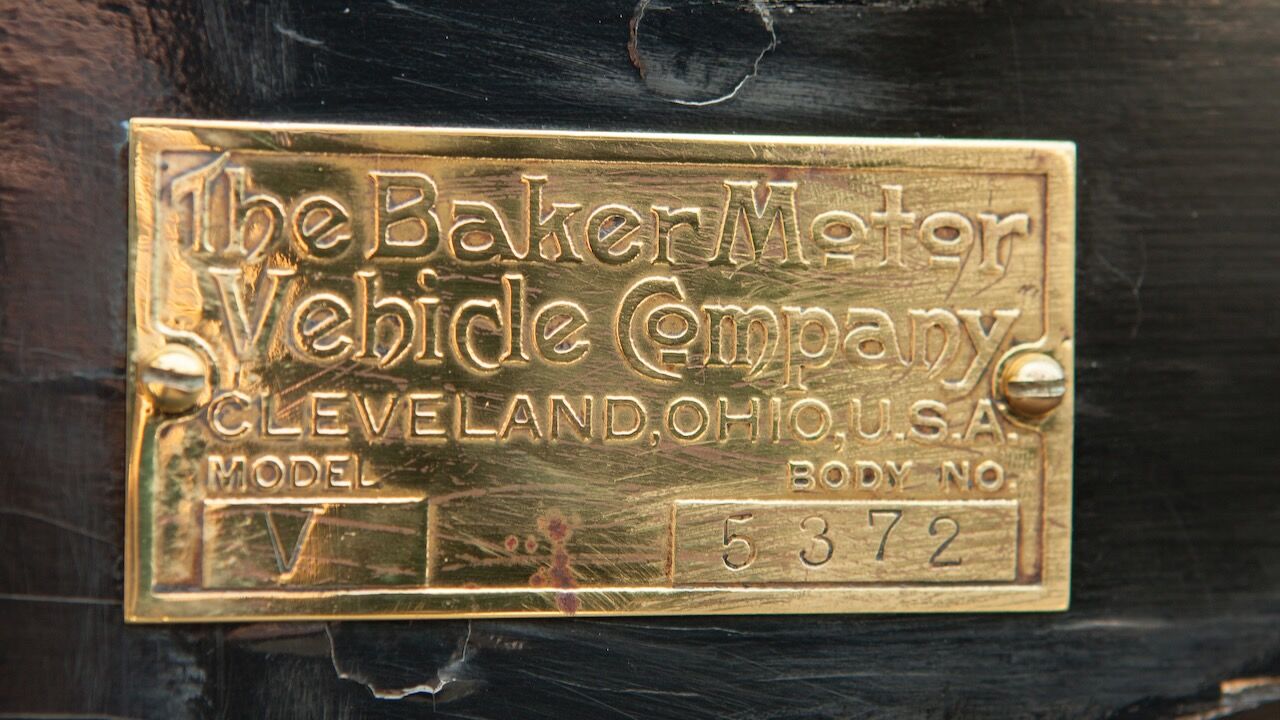 The Baker Motor
Vehicle Company
CLEVELAND, OHIO, U.S.A.
MODEL BODY NO.
V 5372